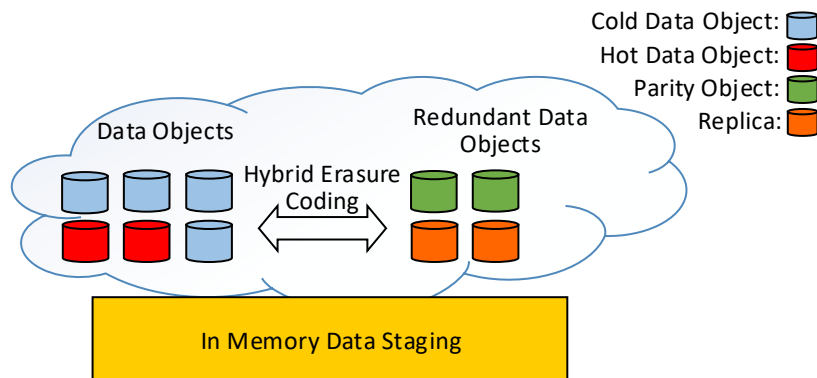 Cold Data Object:
Hot Data Object:
Parity Object:
Replica:
Data Objects
Redundant Data
Objects
Hybrid Erasure
Coding
In Memory Data Staging